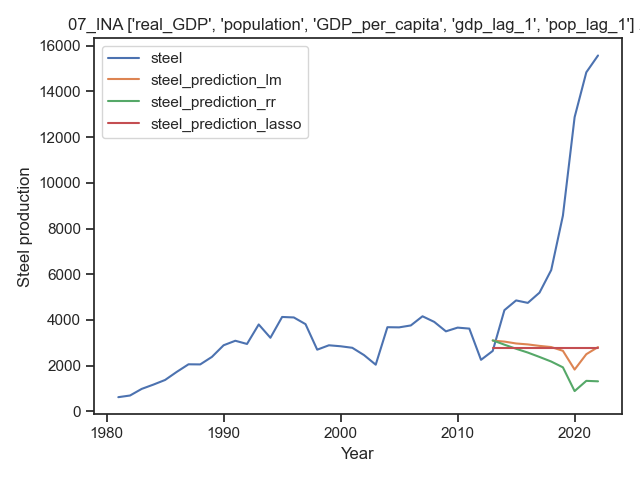 07_INA ['real_GDP', 'population', 'GDP_per_capita', 'gdp_lag_1', 'pop_lag_1']
16000
14000
12000
10000
8000
6000
4000
2000
0
Steel production
steel
steel_prediction_lm
steel_prediction_rr
steel_prediction_lasso
1980
1990
2000
2010
2020
Year